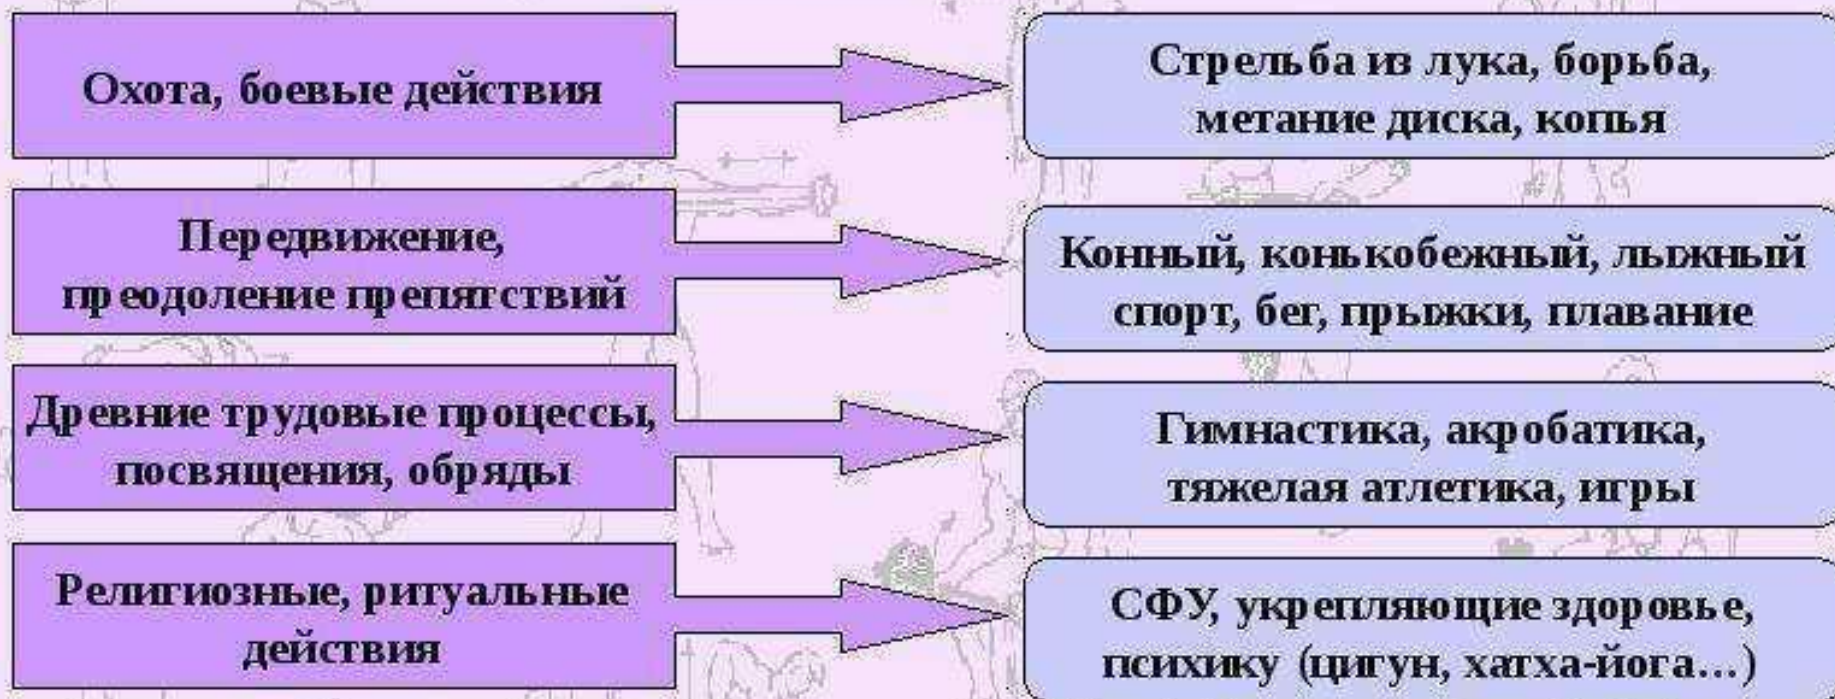 Охота, боевые действия
Стрельба из лука, борьба,
метание диска, копья
Передвижение,
преодоление препятствий
Конный, конькобежный, лыжный
спорт, бег, прыжки, плавание
Древние трудовые процессы,
посвящения, обряды
Гимнастика, акробатика,
тяжелая атлетика, игры
Религиозные, ритуальные
действия
СФУ, укрепляющие здоровье,
психику (цигун, хатха-йога...)